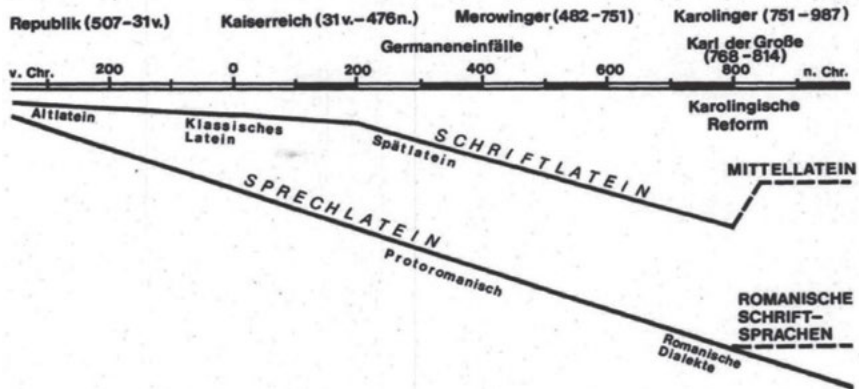 Republik (507-31v.) Kaiserreich (31v.-476n.) Merowinger (482-751) Karolinger (751-987)
Germaneneinfälle Karl der Große
(768-814)
v. Chr. 200 0 200 400 600 800 n. Chr.
Altlatein
Klassisches
Latein
Spätlatein
SCHRIFTLATEIN
Karolingische
Reform
MITTELLATEIN
SPRECHLATEIN
Protoromanisch
Romanische
Dialekte
ROMANISCHE
SCHRIFT-
SPRACHEN